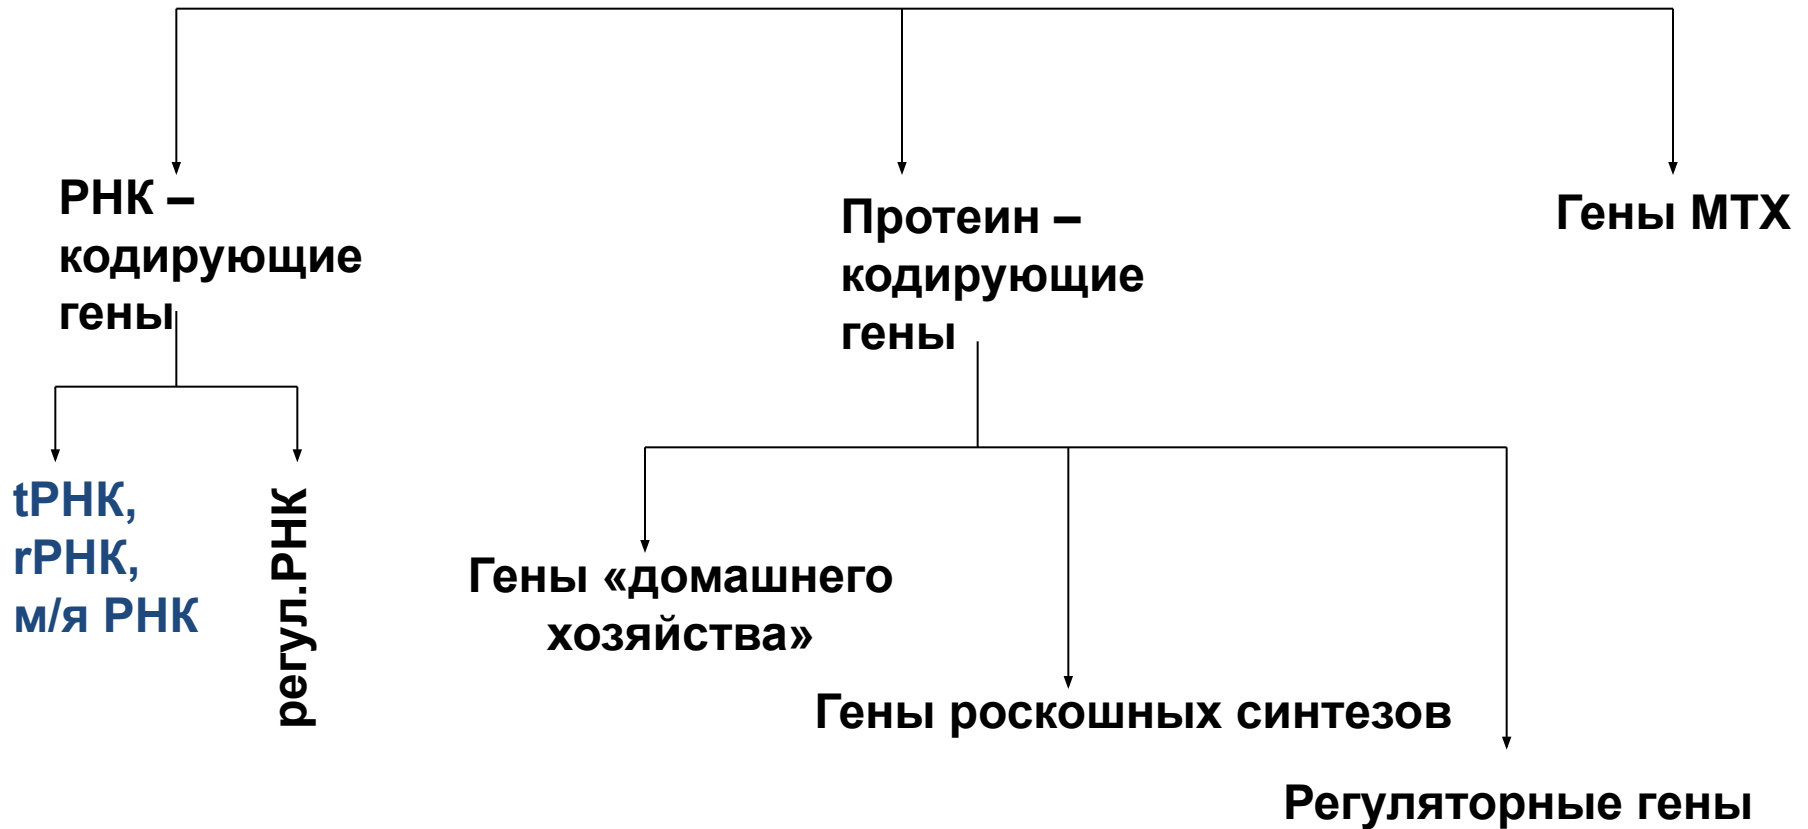 РНК –
кодирующие
гены
Протеин –
кодирующие
гены
Гены МТХ
tРНК,
rРНК,
м/я РНК
регул.РНК
Гены «домашнего
хозяйства»
Гены роскошных синтезов
Регуляторные гены